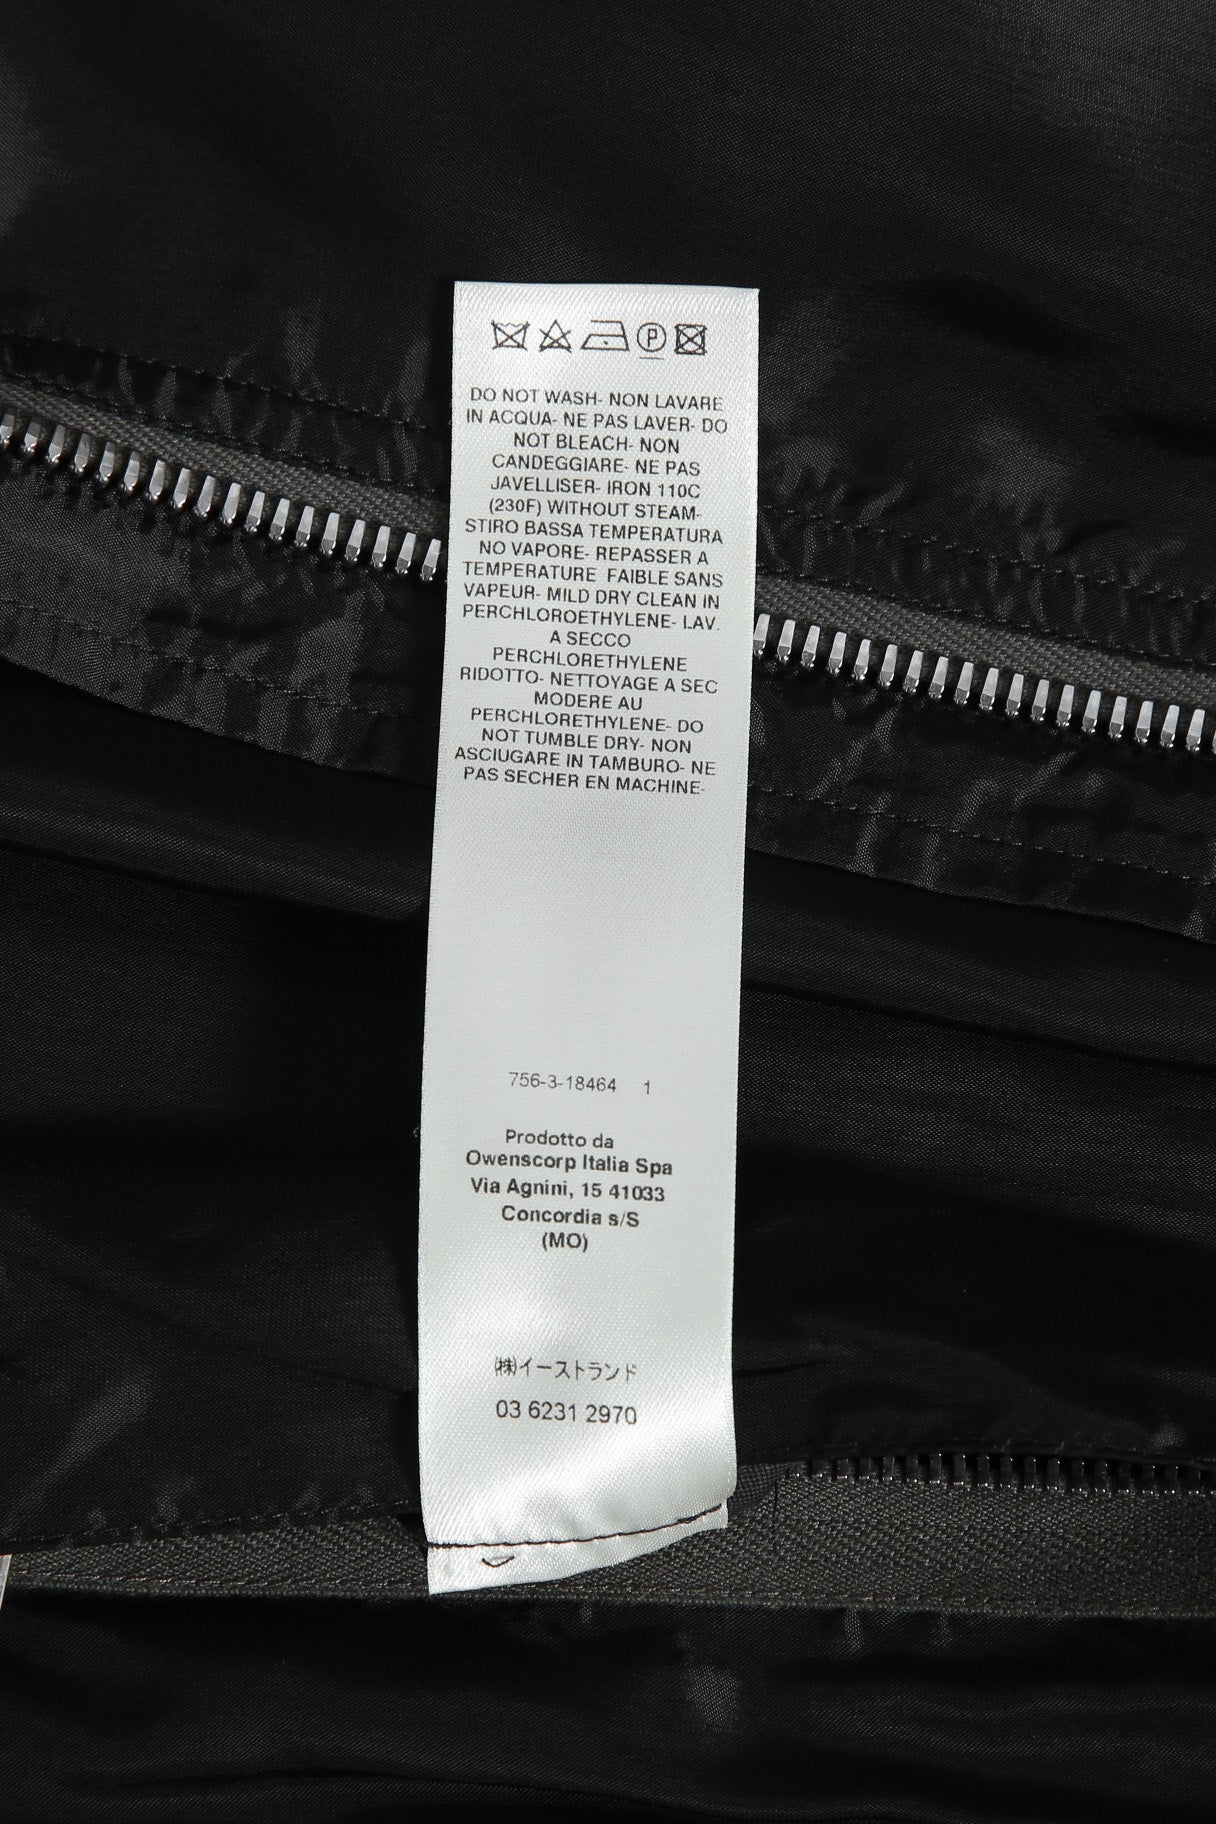 DO NOT WASH- NON LAVARE
IN ACQUA- NE PAS LAVER- DO
NOT BLEACH- NON
CANDEGGIARE- NE PAS
JAVELLISER- IRON 110C
(230F) WITHOUT STEAM-
STIRO BASSA TEMPERATURA
NO VAPORE- REPASSER A
TEMPERATURE FAIBLE SANS
VAPEUR- MILD DRY CLEAN IN
PERCHLOROETHYLENE- LAV.
A SECCO
PERCHLORETHYLENE
RIDOTTO- NETTOYAGE A SEC
MODERE AU
PERCHLORETHYLENE- DO
NOT TUMBLE DRY- NON
ASCIUGARE IN TAMBURO- NE
PAS SECHER EN MACHINE-
756-3-18464 1
Prodotto da
Owenscorp Italia Spa
Via Agnini, 15 41033
Concordia s/S
(MO)
㈱イーストランド
03 6231 2970